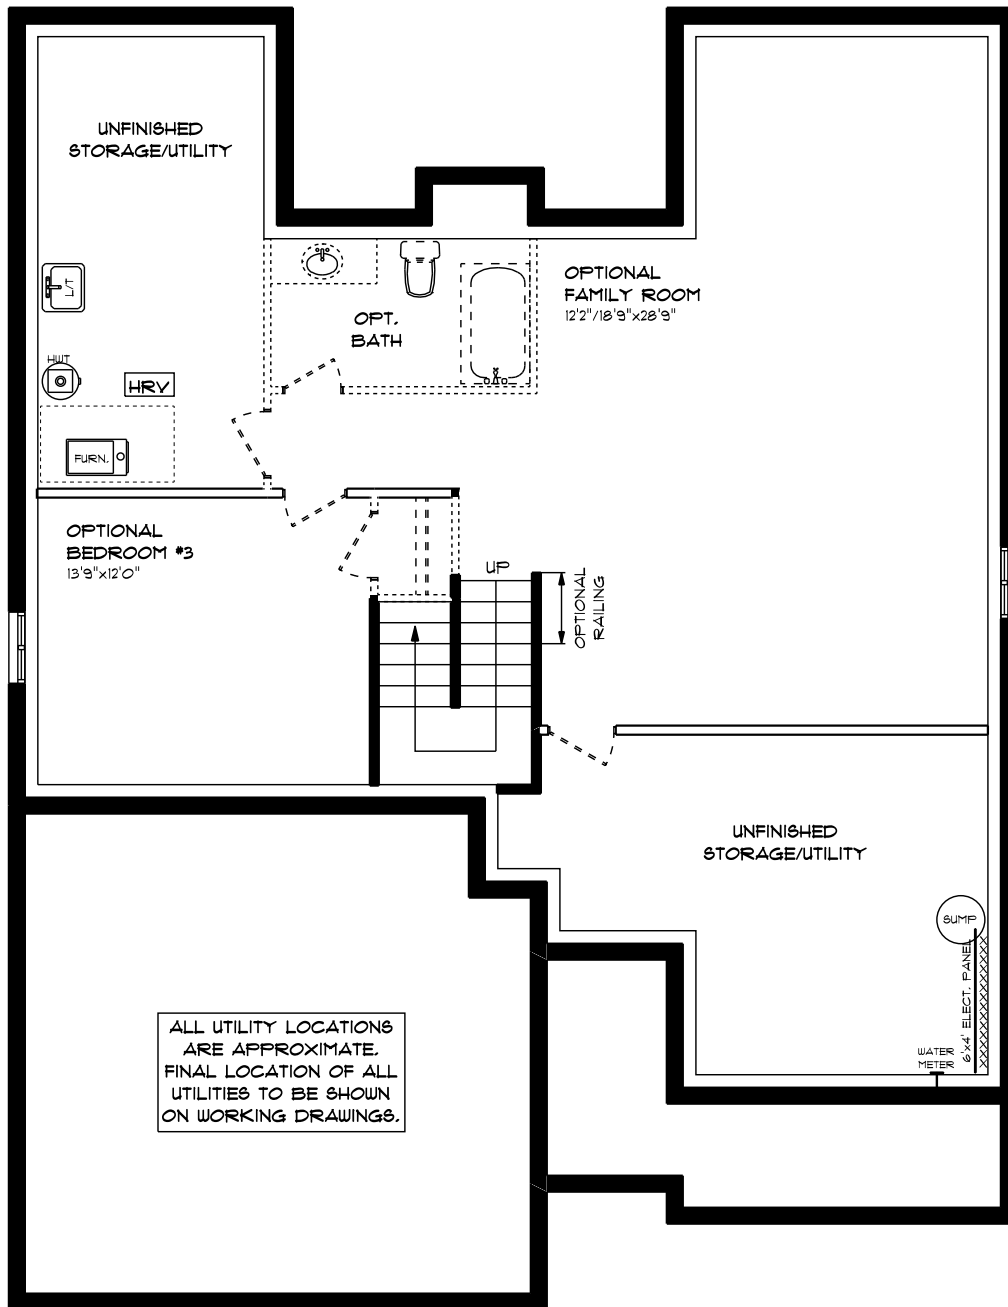 UNFINISHED
STORAGE/UTILITY
L/T
HWT
HRV
FURN.
OPT.
BATH
OPTIONAL
FAMILY ROOM
12'2"/18'9"x28'9"
OPTIONAL
BEDROOM #3
13'9"x12'0"
UP
OPTIONAL
RAILING
UNFINISHED
STORAGE/UTILITY
SUMP
6'x4' ELECT. PANEL
WATER
METER
ALL UTILITY LOCATIONS
ARE APPROXIMATE.
FINAL LOCATION OF ALL
UTILITIES TO BE SHOWN
ON WORKING DRAWINGS.